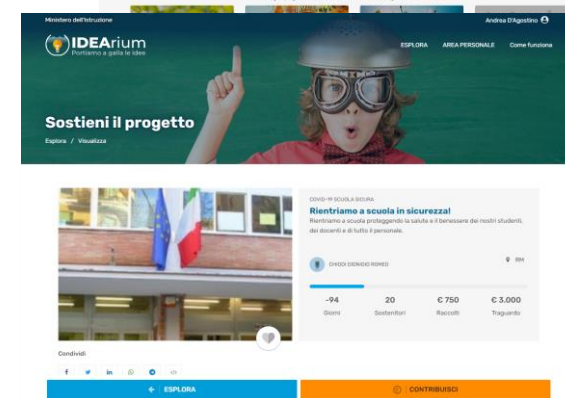 Ministero dell'Istruzione
Andrea D'Agostino
IDEArium
Portiamo a galla le idee
ESPLORA AREA PERSONALE Come funziona
Sostieni il progetto
Esplora / Visualizza
COVID-19 SCUOLA SICURA
Rientriamo a scuola in sicurezza!
Rientriamo a scuola proteggendo la salute e il benessere dei nostri studenti,
dei docenti e di tutto il personale.
CHIODI DIONIGIO ROMEO
RM
-94 20 € 750 € 3.000
Giorni Sostenitori Raccolti Traguardo
Condividi
ESPLORA
CONTRIBUISCI